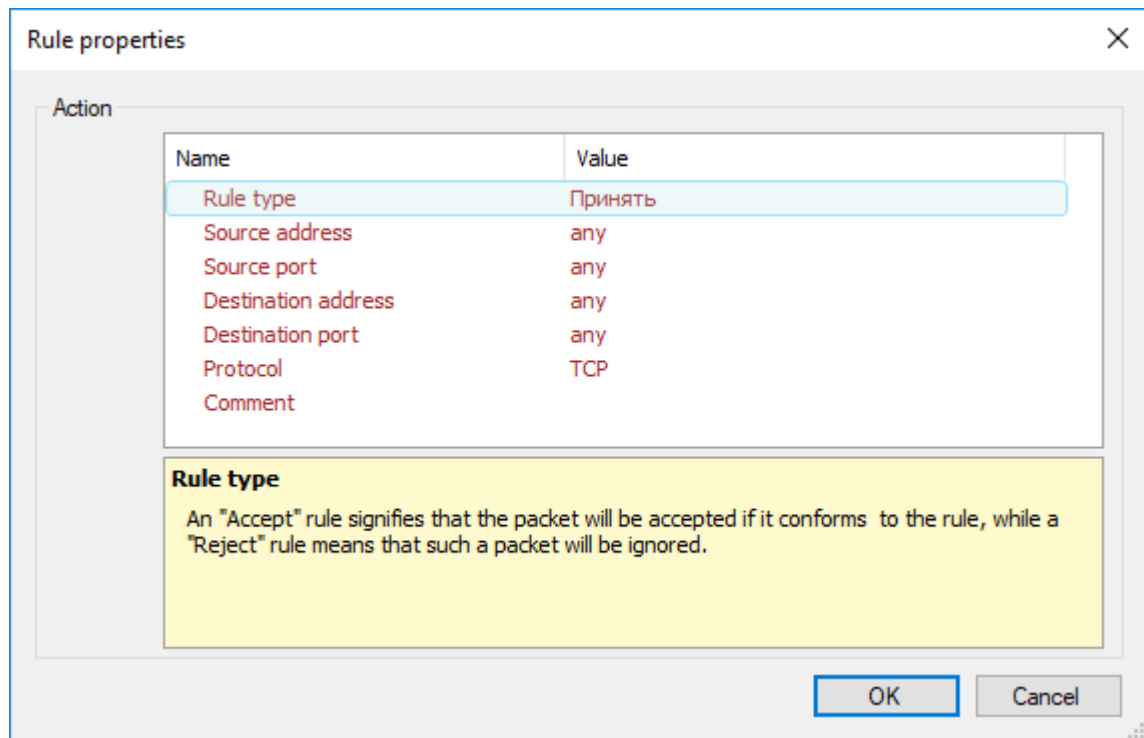 Rule properties
Action
Name Value
Rule type Принять
Source address any
Source port any
Destination address any
Destination port any
Protocol TCP
Comment
Rule type
An "Accept" rule signifies that the packet will be accepted if it conforms  to the rule, while a
"Reject" rule means that such a packet will be ignored.
OK Cancel